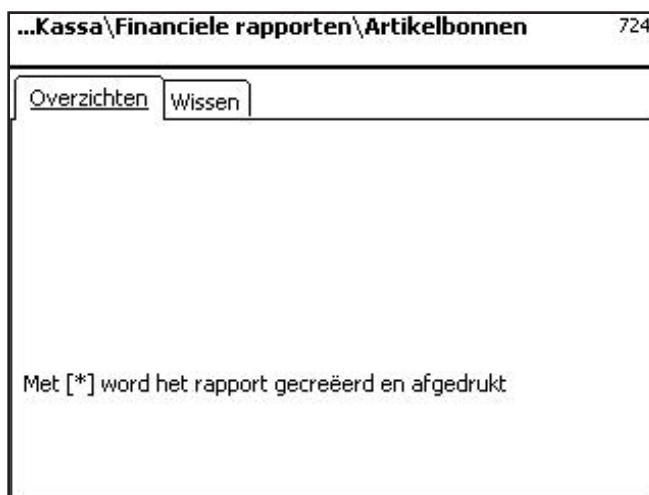 ...Kassa\Financiele rapporten\Artikelbonnen 724
Overzichten Wissen
Met [*] word het rapport gecreëerd en afgedrukt